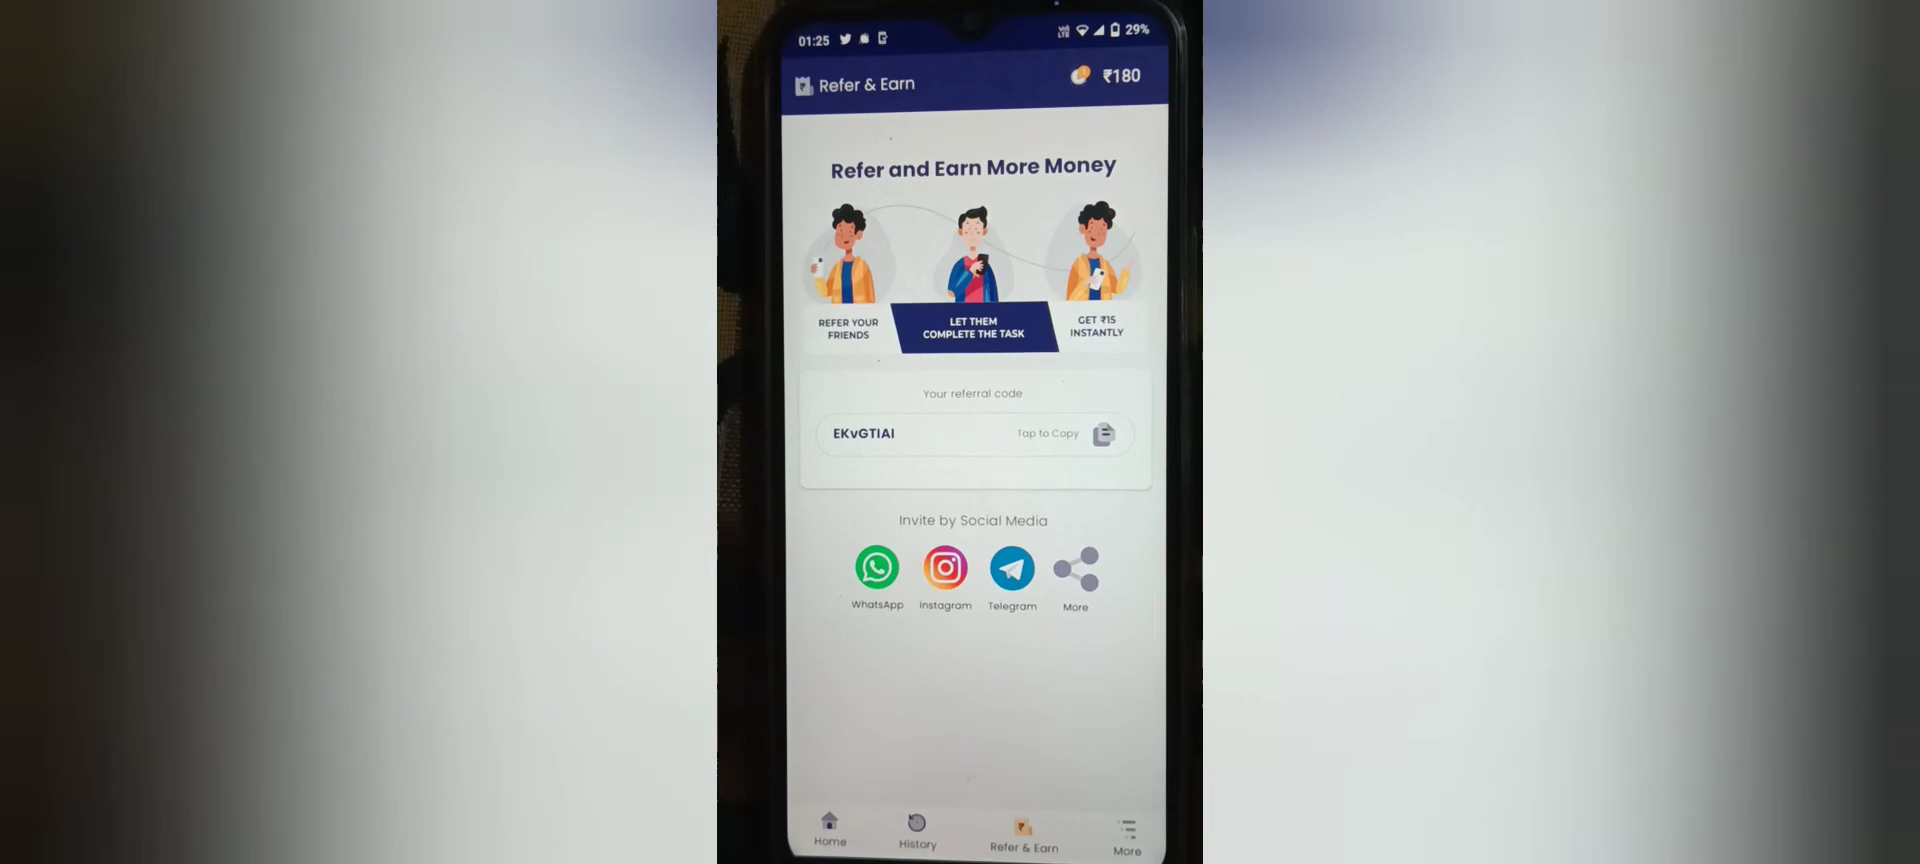 01:25
Vo) LTE
29%
Refer & Earn
₹180
Refer and Earn More Money
REFER YOUR
FRIENDS
LET THEM
COMPLETE THE TASK
GET ₹15
INSTANTLY
Your referral code
EKvGTIAI
Tap to Copy
Invite by Social Media
WhatsApp
Instagram
Telegram
More
Home
History
Refer & Earn
More